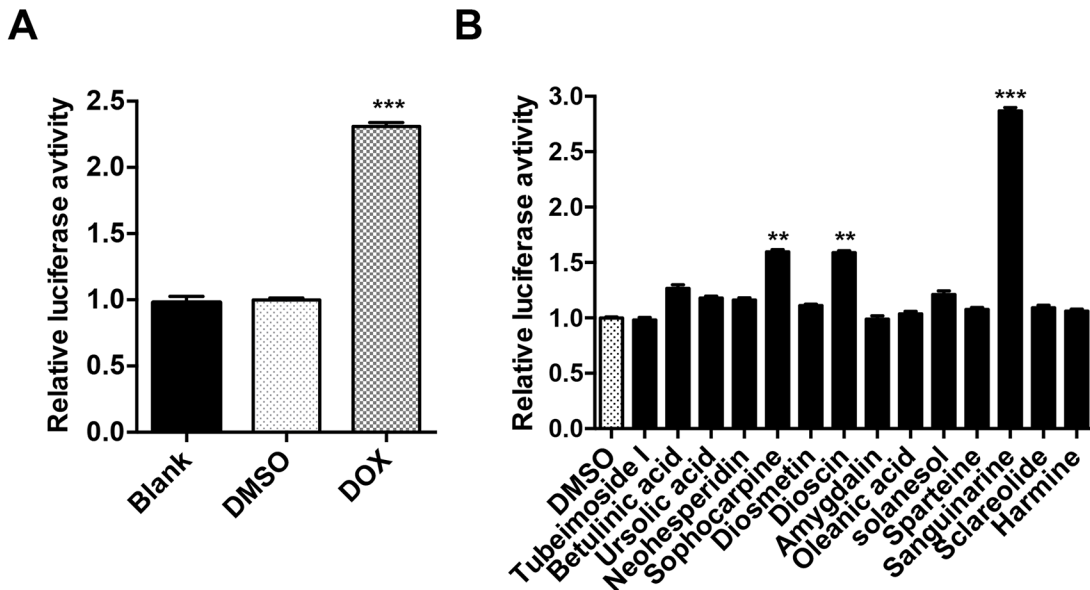 A
Relative luciferase avtivity
2.5
2.0
1.5
1.0
0.5
0.0
***
Blank
DMSO
DOX
B
Relative luciferase avtivity
3.0
2.5
2.0
1.5
1.0
0.5
0.0
**
**
***
DMSO
Tubeimoside I
Betulinic acid
Ursolic acid
Neohesperidin
Sophocarpine
Diosmetin
Dioscin
Amygdalin
Oleanic acid
solanesol
Sparteine
Sanguinarine
Sclareolide
Harmine